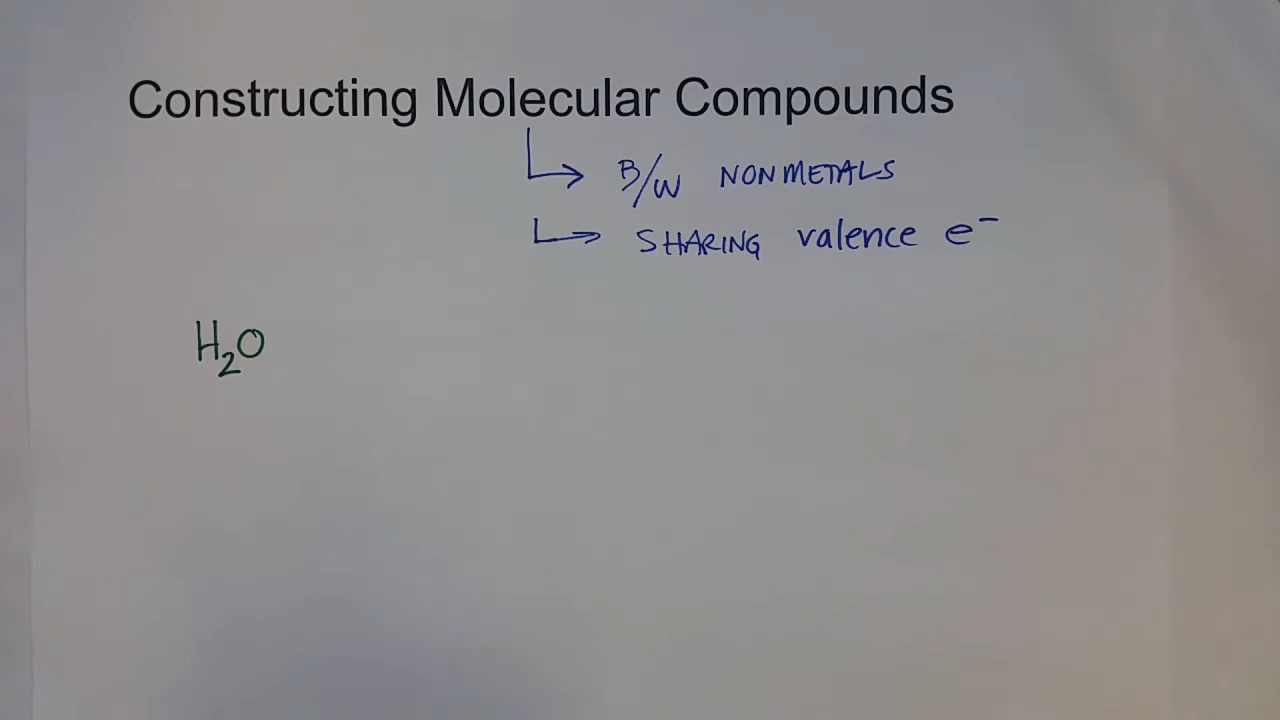 Constructing Molecular Compounds
B/W NONMETALS
SHARING valence e⁻
H₂O